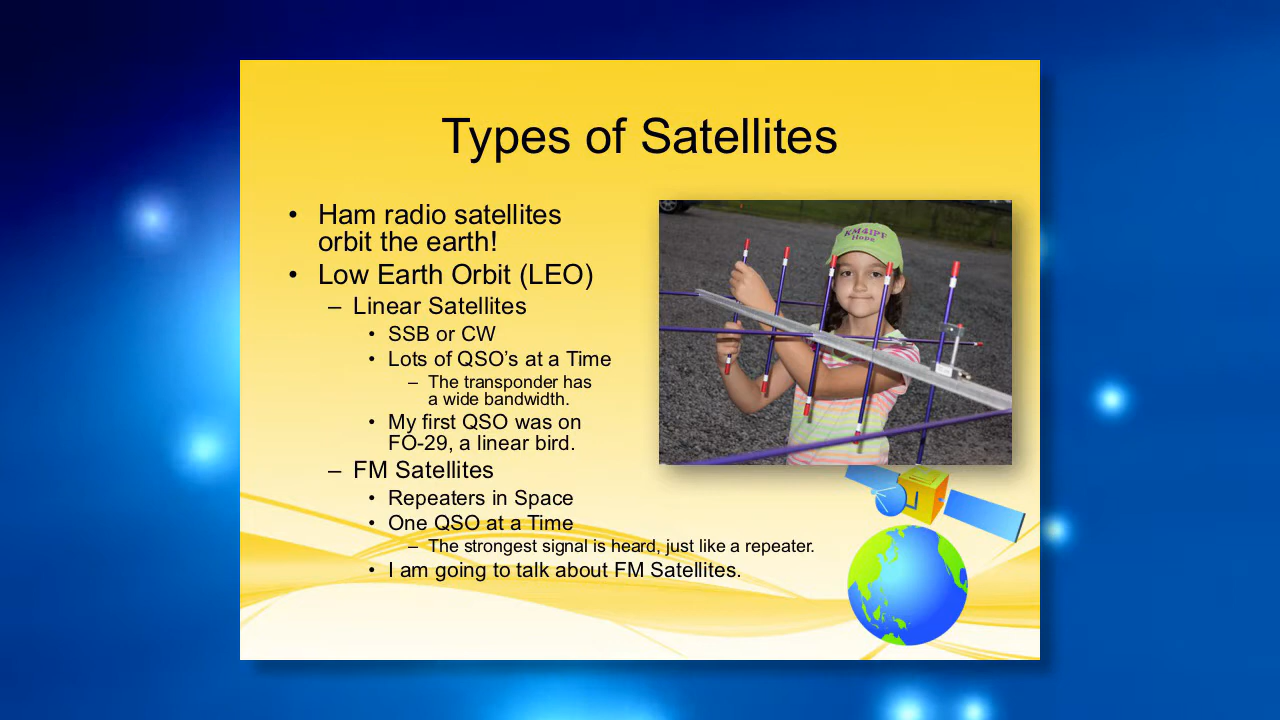 Types of Satellites
• Ham radio satellites
orbit the earth!
• Low Earth Orbit (LEO)
– Linear Satellites
• SSB or CW
• Lots of QSO’s at a Time
– The transponder has
a wide bandwidth.
• My first QSO was on
FO-29, a linear bird.
– FM Satellites
• Repeaters in Space
• One QSO at a Time
– The strongest signal is heard, just like a repeater.
• I am going to talk about FM Satellites.
KM4IPF
Hope